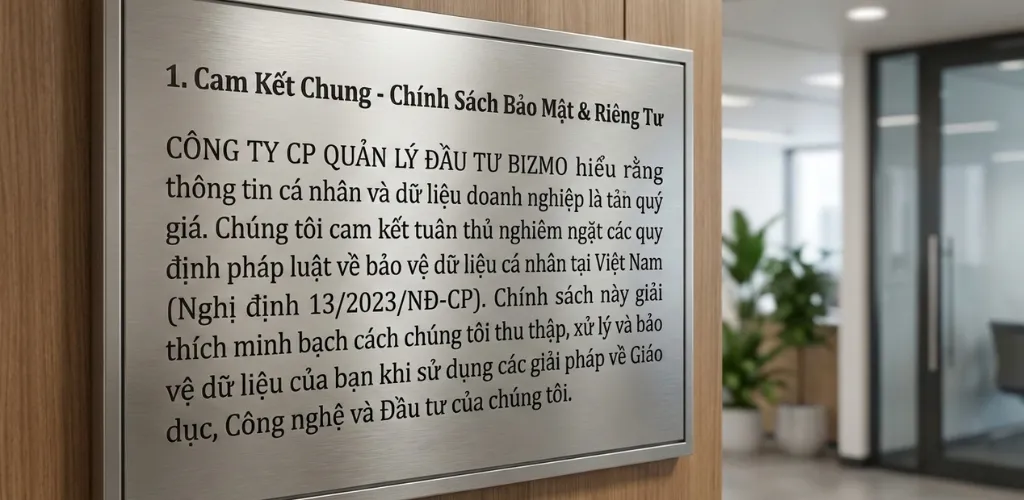 1. Cam Kết Chung - Chính Sách Bảo Mật & Riêng Tư
CÔNG TY CP QUẢN LÝ ĐẦU TƯ BIZMO hiểu rằng
thông tin cá nhân và dữ liệu doanh nghiệp là tản quý
giá. Chúng tôi cam kết tuân thủ nghiêm ngặt các quy
định pháp luật về bảo vệ dữ liệu cá nhân tại Việt Nam
(Nghị định 13/2023/NĐ-CP). Chính sách này giải
thích minh bạch cách chúng tôi thu thập, xử lý và bảo
vệ dữ liệu của bạn khi sử dụng các giải pháp về Giáo
dục, Công nghệ và Đầu tư của chúng tôi.